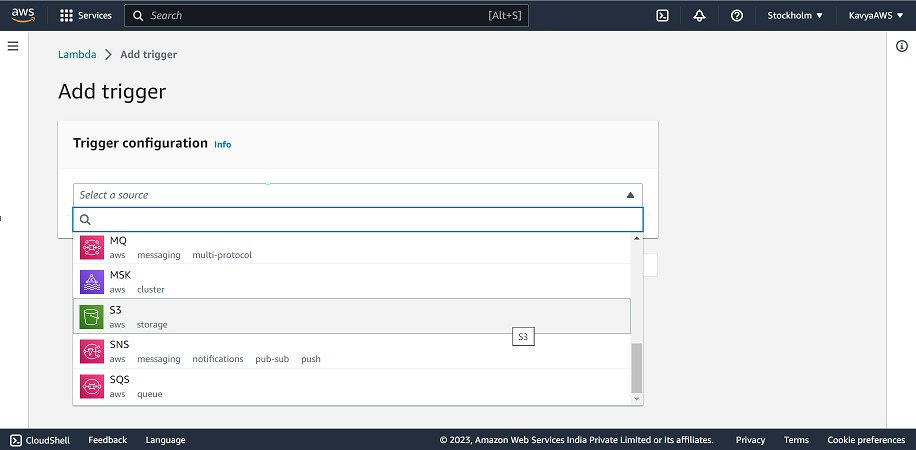 aws Services Search [Alt+S] Stockholm ▼ KavyaAWS ▼
Lambda > Add trigger
Add trigger
Trigger configuration Info
Select a source
MQ
aws messaging multi-protocol
MSK
aws cluster
S3
aws storage
S3
SNS
aws messaging notifications pub-sub push
SQS
aws queue
CloudShell Feedback Language © 2023, Amazon Web Services India Private Limited or its affiliates. Privacy Terms Cookie preferences